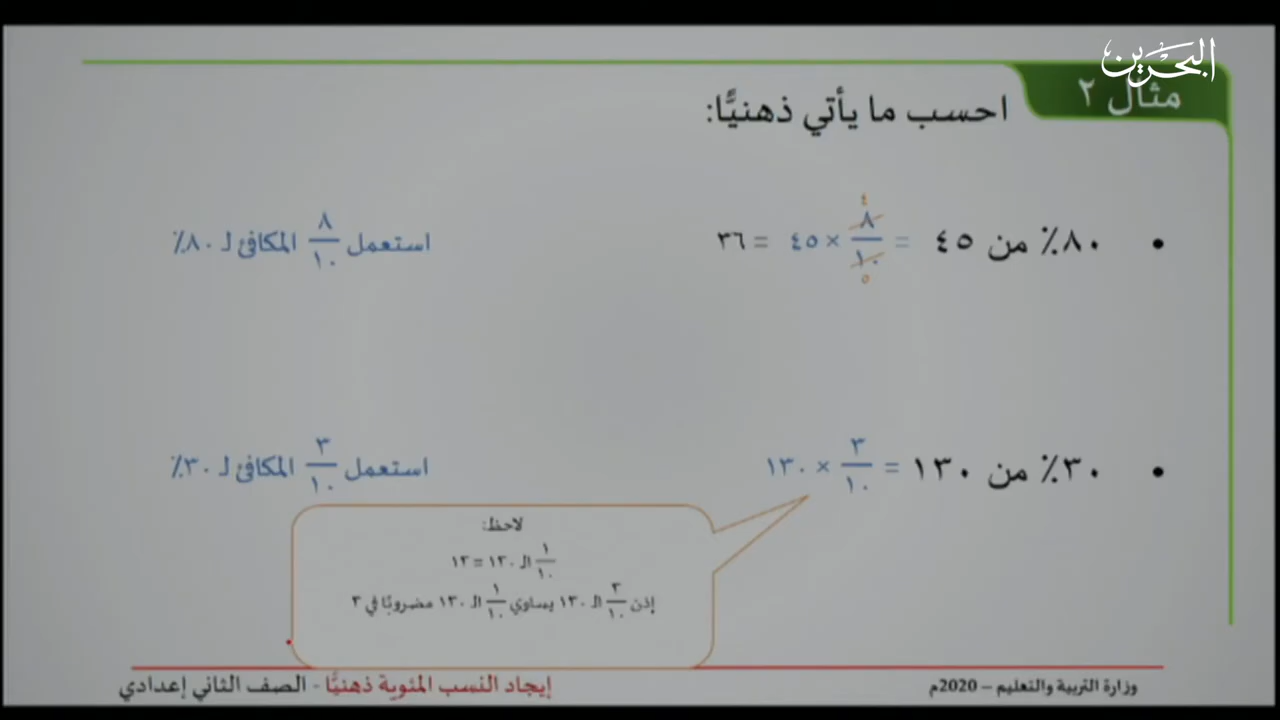 البحرين
مثال ٢
احسب ما يأتي ذهنيًّا:
• ٨٠٪ من ٤٥ = ٨/١٠ × ٤٥ = ٣٦
٤
٥
استعمل ٨/١٠ المكافئ لـ ٨٠٪
• ٣٠٪ من ١٣٠ = ٣/١٠ × ١٣٠
استعمل ٣/١٠ المكافئ لـ ٣٠٪
لاحظ:
١/١٠ الـ ١٣٠ = ١٣
إذن ٣/١٠ الـ ١٣٠ يساوي ١/١٠ الـ ١٣٠ مضروبًا في ٣
وزارة التربية والتعليم – 2020م
إيجاد النسب المئوية ذهنيًّا - الصف الثاني إعدادي